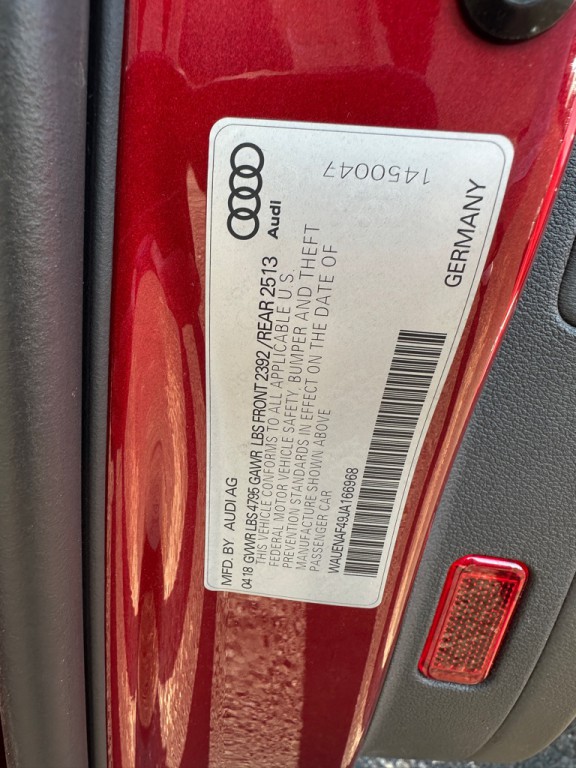 Audi
1450047
MFD. BY AUDI AG
04 18 GVWR LBS 4795 GAWR LBS FRONT 2392 / REAR 2513
THIS VEHICLE CONFORMS TO ALL APPLICABLE U S
FEDERAL MOTOR VEHICLE SAFETY. BUMPER AND THEFT
PREVENTION STANDARDS IN EFFECT ON THE DATE OF
MANUFACTURE SHOWN ABOVE
PASSENGER CAR
WAUENAF49JA166968
GERMANY